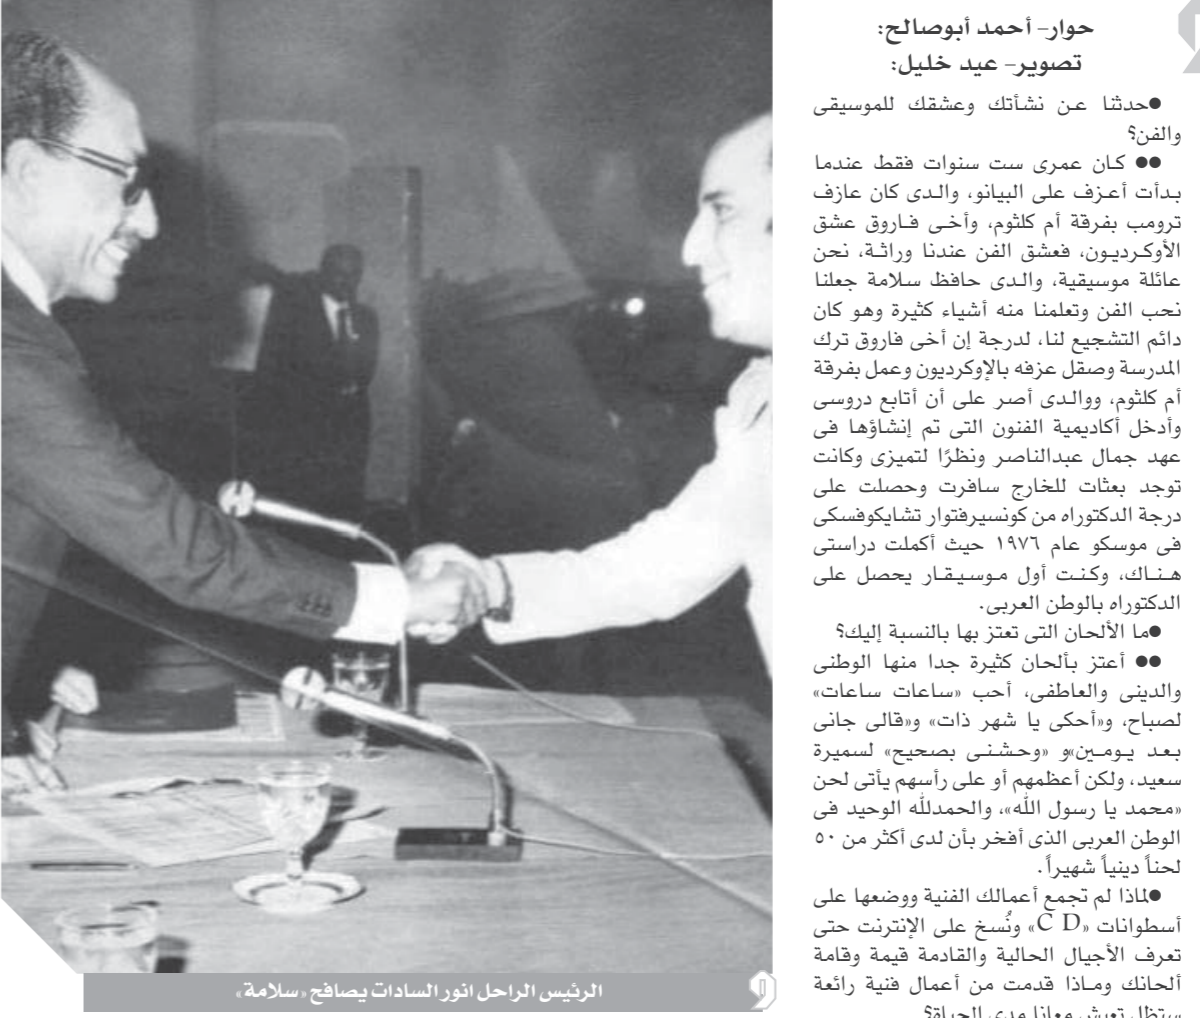 حوار- أحمد أبوصالح:
تصوير- عيد خليل:
●حدثنا عن نشأتك وعشقك للموسيقى
والفن؟
●● كان عمرى ست سنوات فقط عندما
بدأت أعزف على البيانو، والدى كان عازف
ترومب بفرقة أم كلثوم، وأخى فاروق عشق
الأوكرديون، فعشق الفن عندنا وراثة، نحن
عائلة موسيقية، والدى حافظ سلامة جعلنا
نحب الفن وتعلمنا منه أشياء كثيرة وهو كان
دائم التشجيع لنا، لدرجة إن أخى فاروق ترك
المدرسة وصقل عزفه بالإوكرديون وعمل بفرقة
أم كلثوم، ووالدى أصر على أن أتابع دروسى
وأدخل أكاديمية الفنون التى تم إنشاؤها فى
عهد جمال عبدالناصر ونظرًا لتميزى وكانت
توجد بعثات للخارج سافرت وحصلت على
درجة الدكتوراه من كونسيرفتوار تشايكوفسكى
فى موسكو عام ١٩٧٦ حيث أكملت دراستى
هناك، وكنت أول موسيقار يحصل على
الدكتوراه بالوطن العربى.
●ما الألحان التى تعتز بها بالنسبة إليك؟
●● أعتز بألحان كثيرة جدا منها الوطنى
والدينى والعاطفى، أحب «ساعات ساعات»
لصباح، و«أحكى يا شهر ذات» و«قالى جانى
بعد يومين»و «وحشنى بصحيح» لسميرة
سعيد، ولكن أعظمهم أو على رأسهم يأتى لحن
«محمد يا رسول الله»، والحمدلله الوحيد فى
الوطن العربى الذى أفخر بأن لدى أكثر من ٥٠
لحناً دينياً شهيراً.
●لماذا لم تجمع أعمالك الفنية ووضعها على
أسطوانات «C D» ونُسخ على الإنترنت حتى
تعرف الأجيال الحالية والقادمة قيمة وقامة
ألحانك وماذا قدمت من أعمال فنية رائعة
ستظل تعيش معانا مدى الحياة؟
الرئيس الراحل انور السادات يصافح «سلامة»